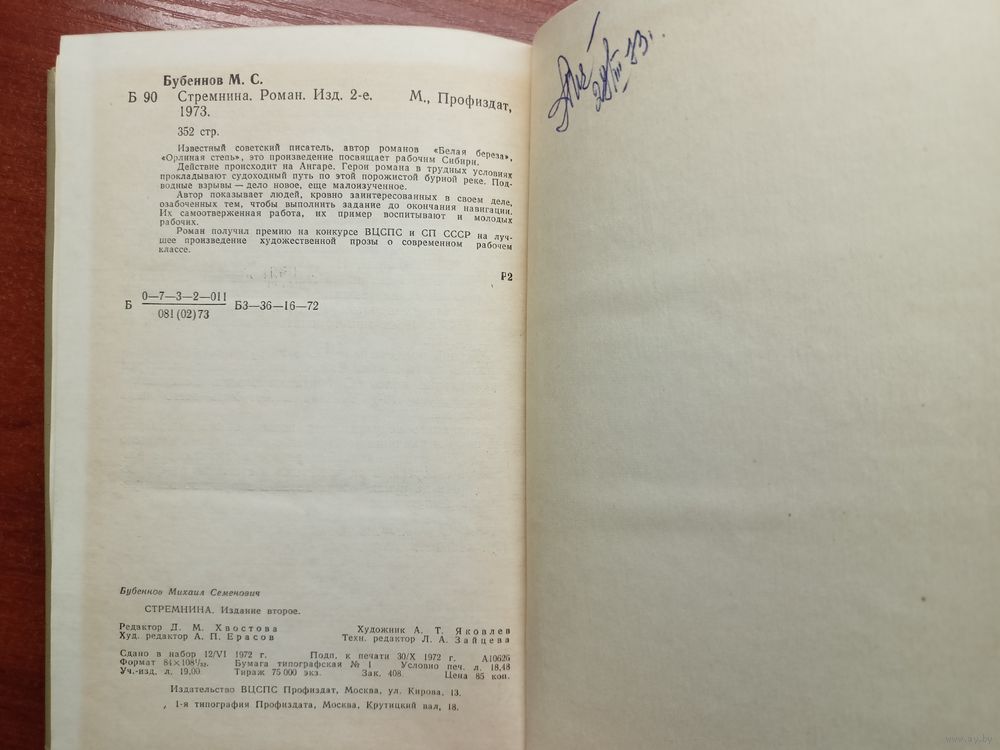 Бубеннов М. С.
Б 90 Стремнина. Роман. Изд. 2-е. М., Профиздат,
1973.
352 стр.
Известный советский писатель, автор романов «Белая береза»,
«Орлиная степь», это произведение посвящает рабочим Сибири.
Действие происходит на Ангаре. Герои романа в трудных условиях
прокладывают судоходный путь по этой порожистой бурной реке. Под-
водные взрывы — дело новое, еще малоизученное.
Автор показывает людей, кровно заинтересованных в своем деле,
озабоченных тем, чтобы выполнить задание до окончания навигации.
Их самоотверженная работа, их пример воспитывают и молодых
рабочих.
Роман получил премию на конкурсе ВЦСПС и СП СССР на луч-
шее произведение художественной прозы о современном рабочем
классе.
Р2
Б 0—7—3—2—011 БЗ—36—16—72
081(02)73
Бубеннов Михаил Семенович
СТРЕМНИНА. Издание второе.
Редактор Д. М. Хвостова Художник А. Т. Яковлев
Худ. редактор А. П. Ерасов Техн. редактор Л. А. Зайцева
Сдано в набор 12/VI 1972 г. Подп. к печати 30/X 1972 г. А10626
Формат 84×108¹/₃₂. Бумага типографская № 1 Условно печ. л. 18,48
Уч.-изд. л. 19,00. Тираж 75 000 экз. Зак. 408. Цена 85 коп.
Издательство ВЦСПС Профиздат, Москва, ул. Кирова, 13.
1-я типография Профиздата, Москва, Крутицкий вал, 18.
www.ay.by